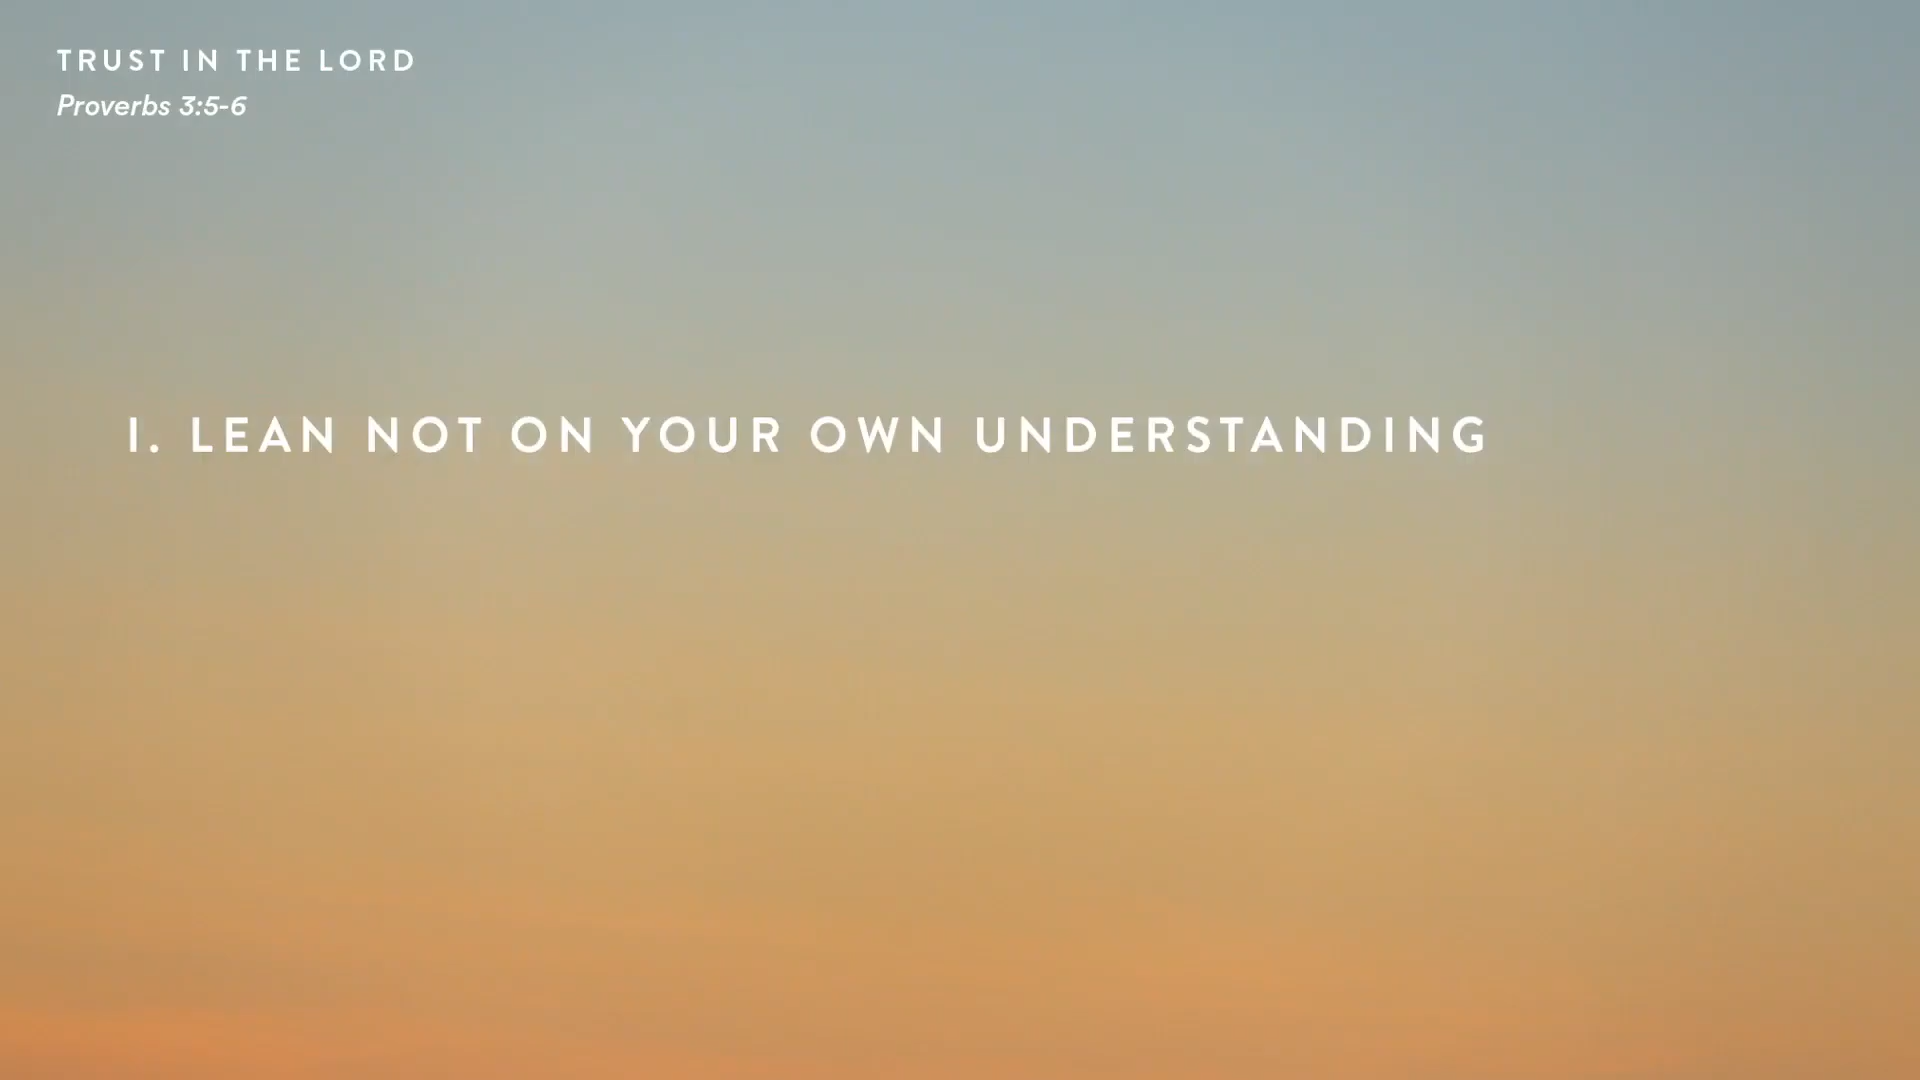 TRUST IN THE LORD
Proverbs 3:5-6
I. LEAN NOT ON YOUR OWN UNDERSTANDING